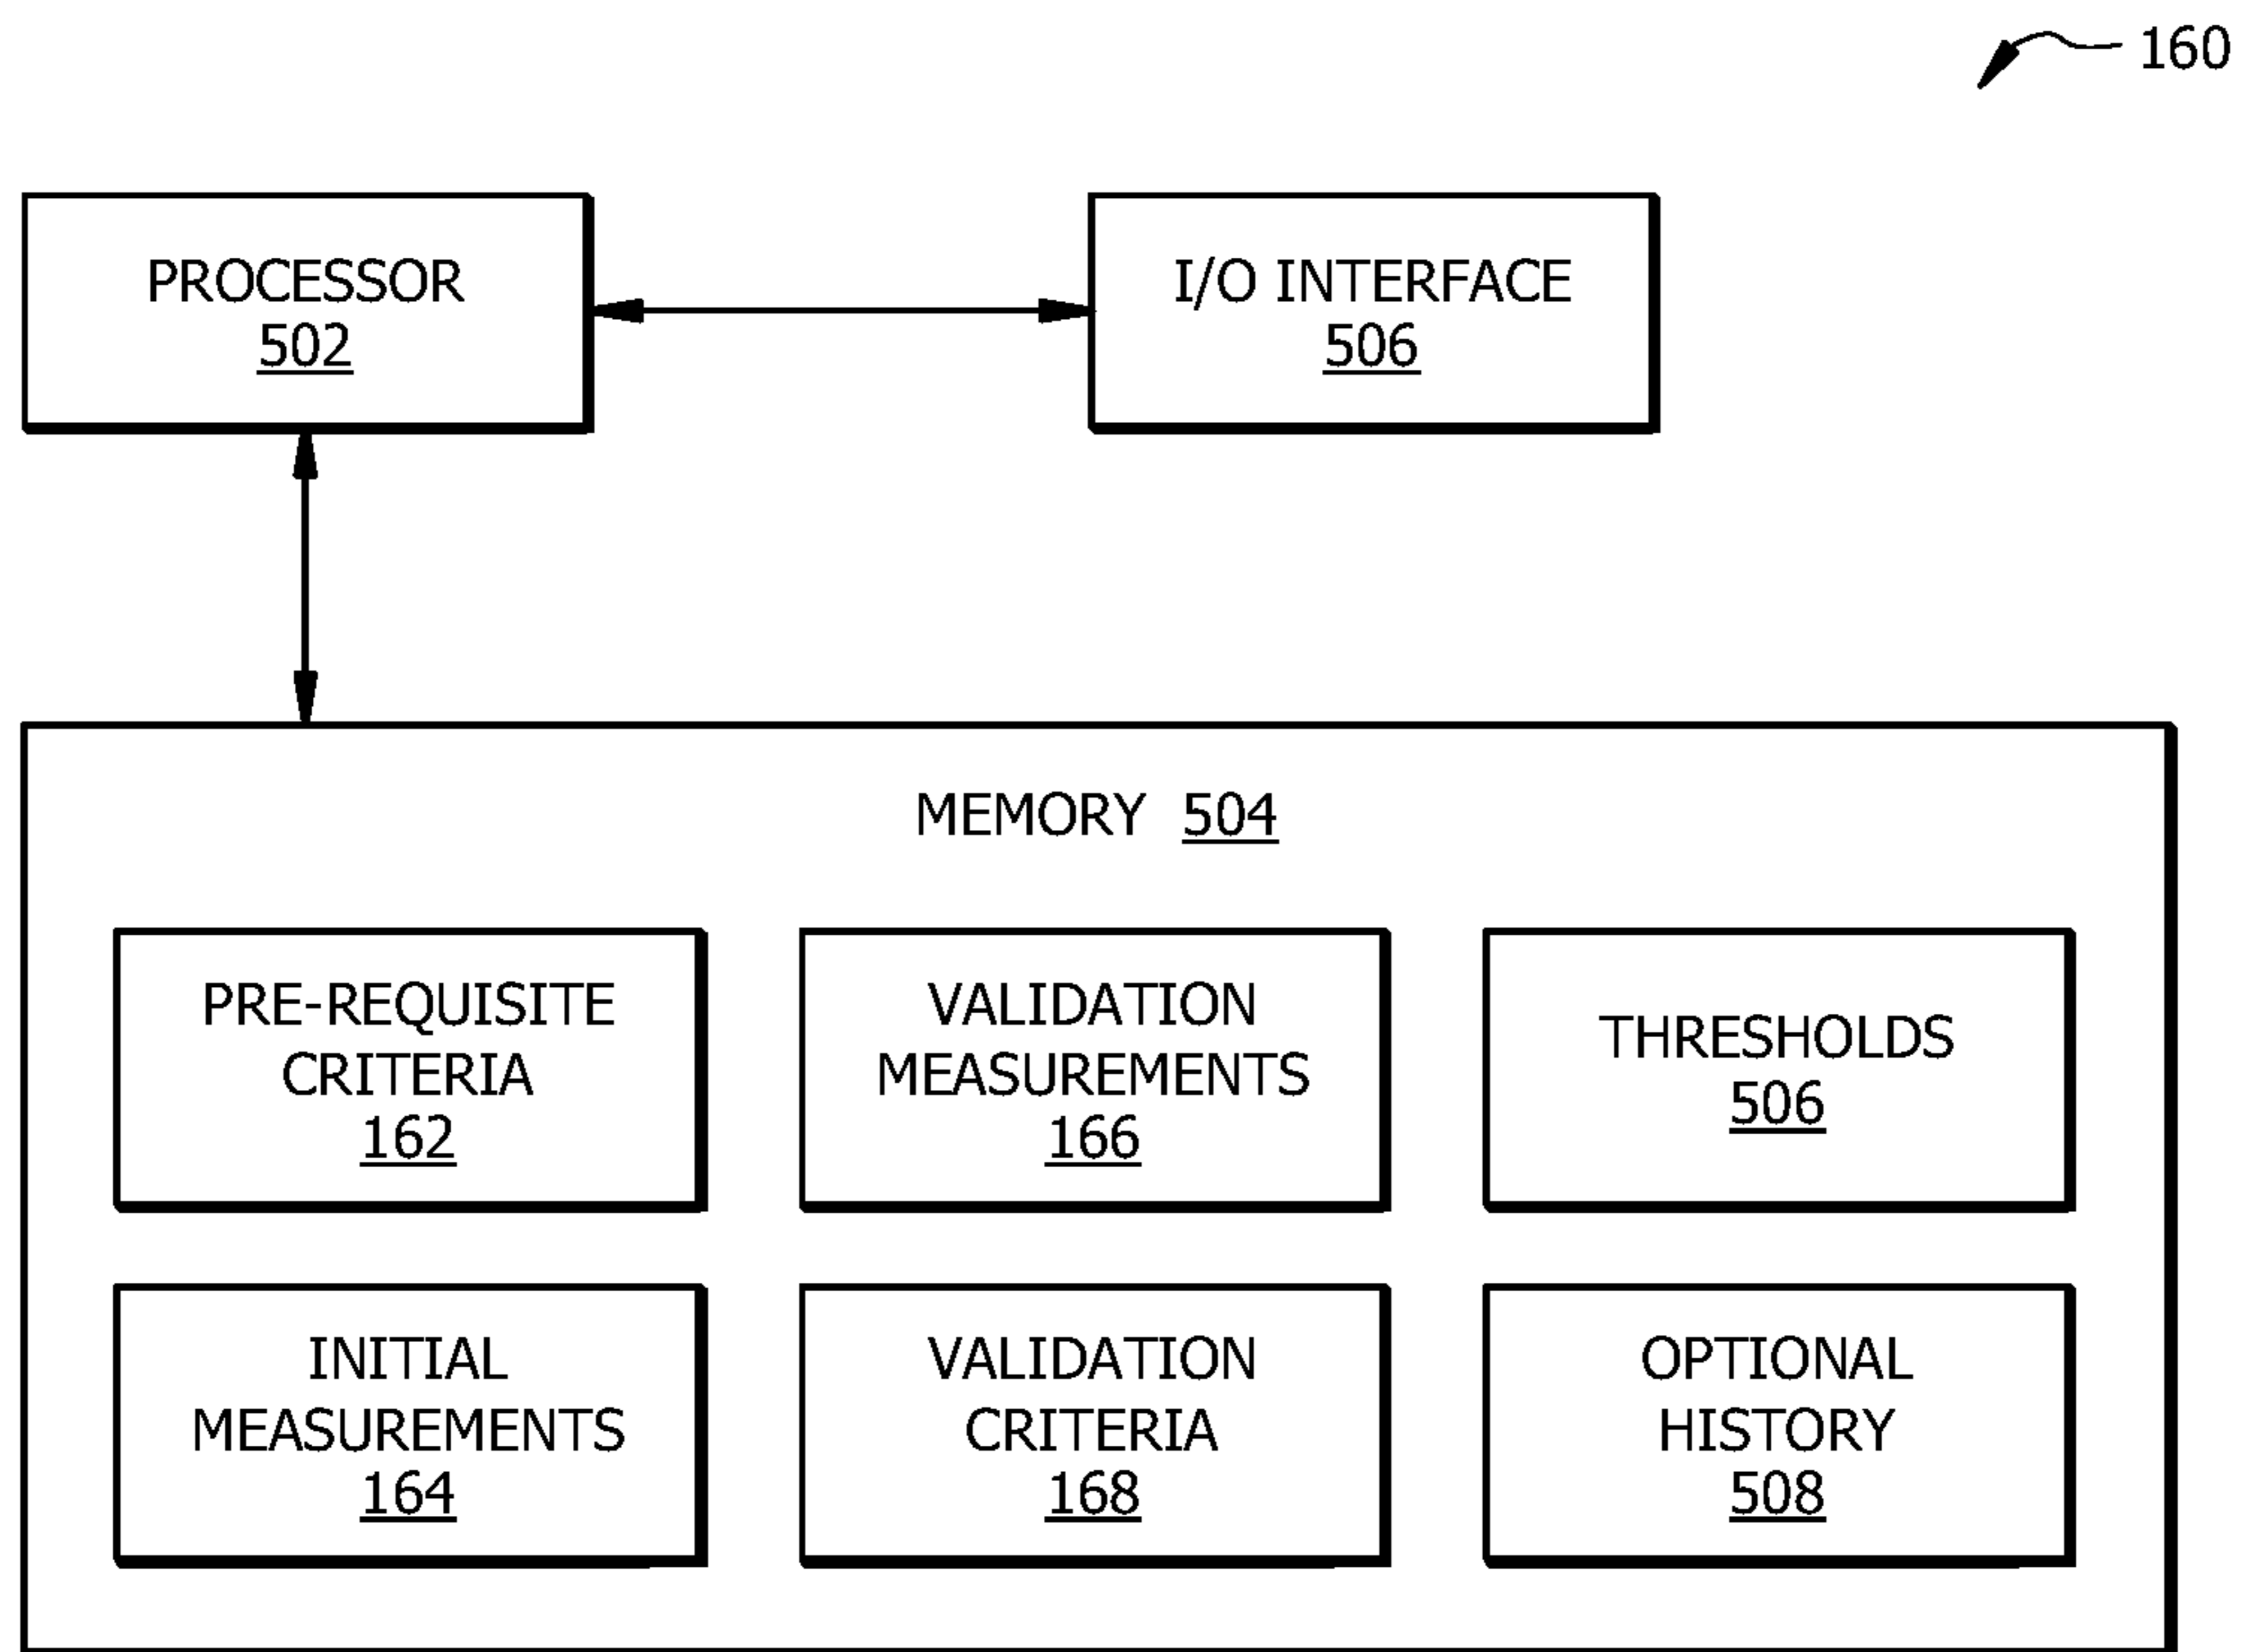 160
PROCESSOR
502
I/O INTERFACE
506
MEMORY 504
PRE-REQUISITE
CRITERIA
162
VALIDATION
MEASUREMENTS
166
THRESHOLDS
506
INITIAL
MEASUREMENTS
164
VALIDATION
CRITERIA
168
OPTIONAL
HISTORY
508